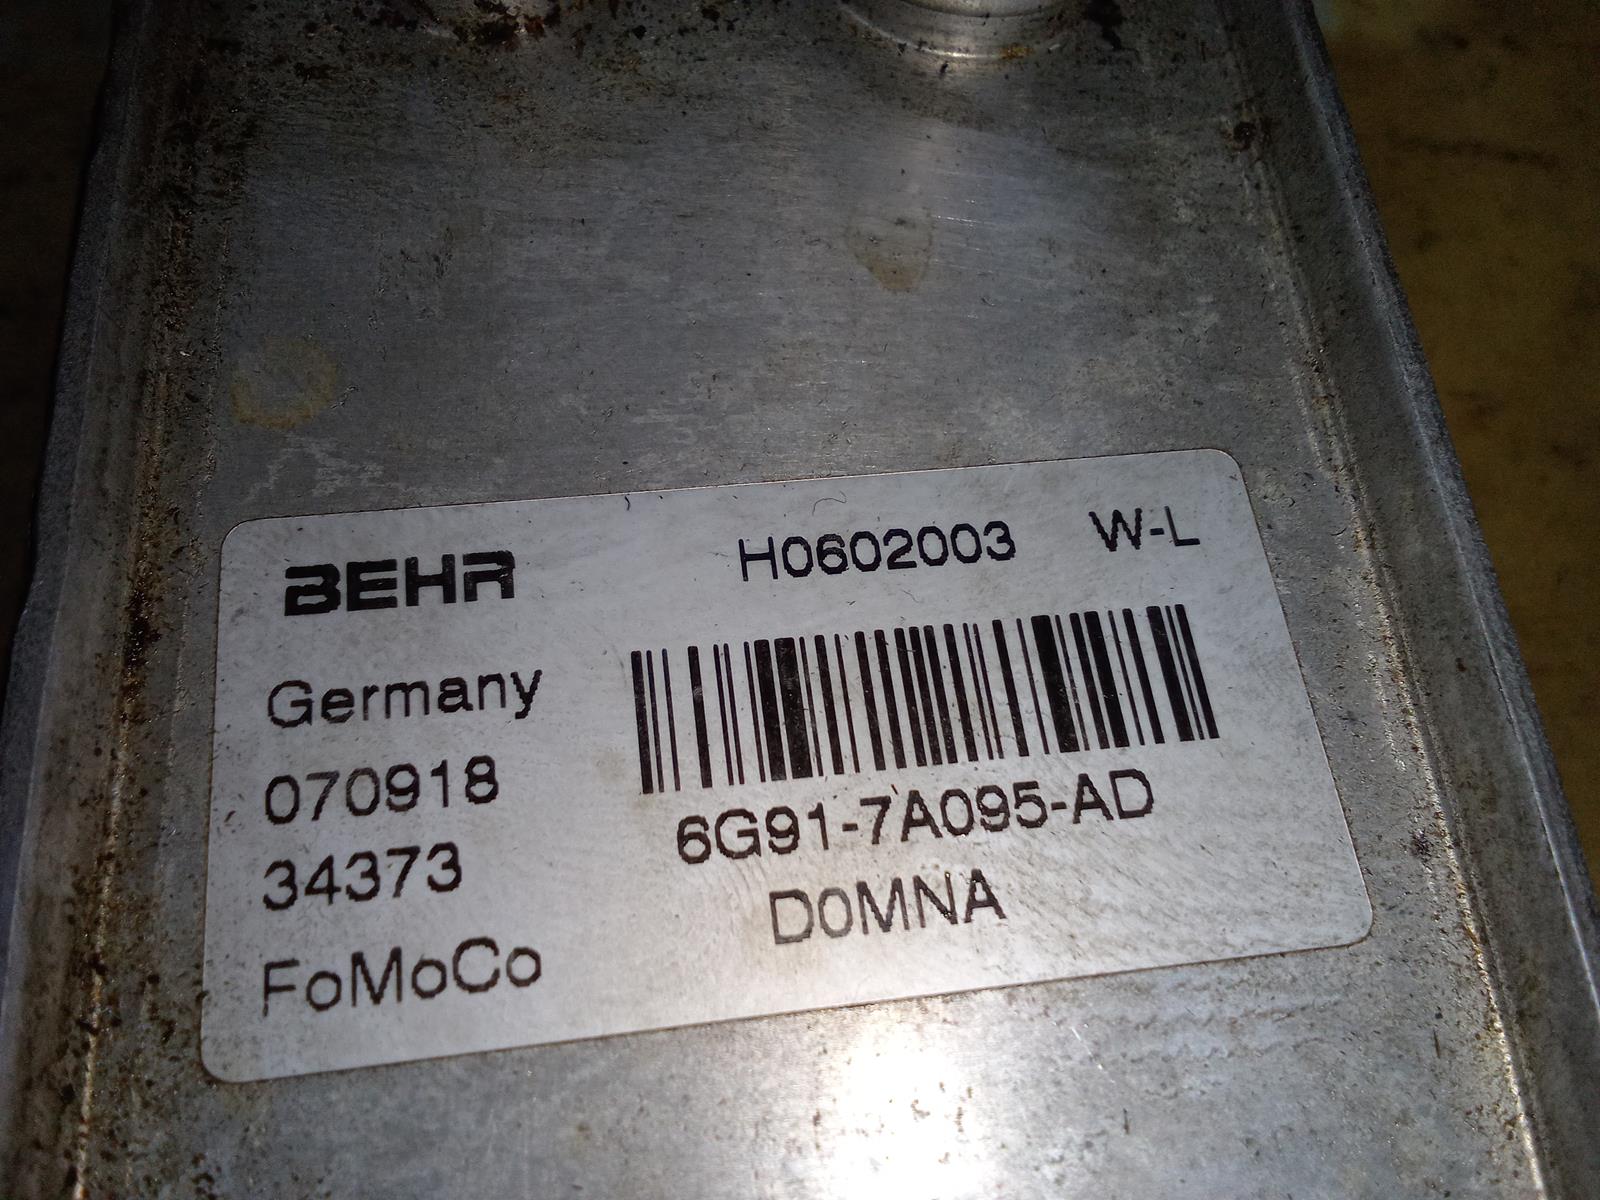 BEHR H0602003 W-L
Germany
070918
34373
FoMoCo
6G91-7A095-AD
D0MNA